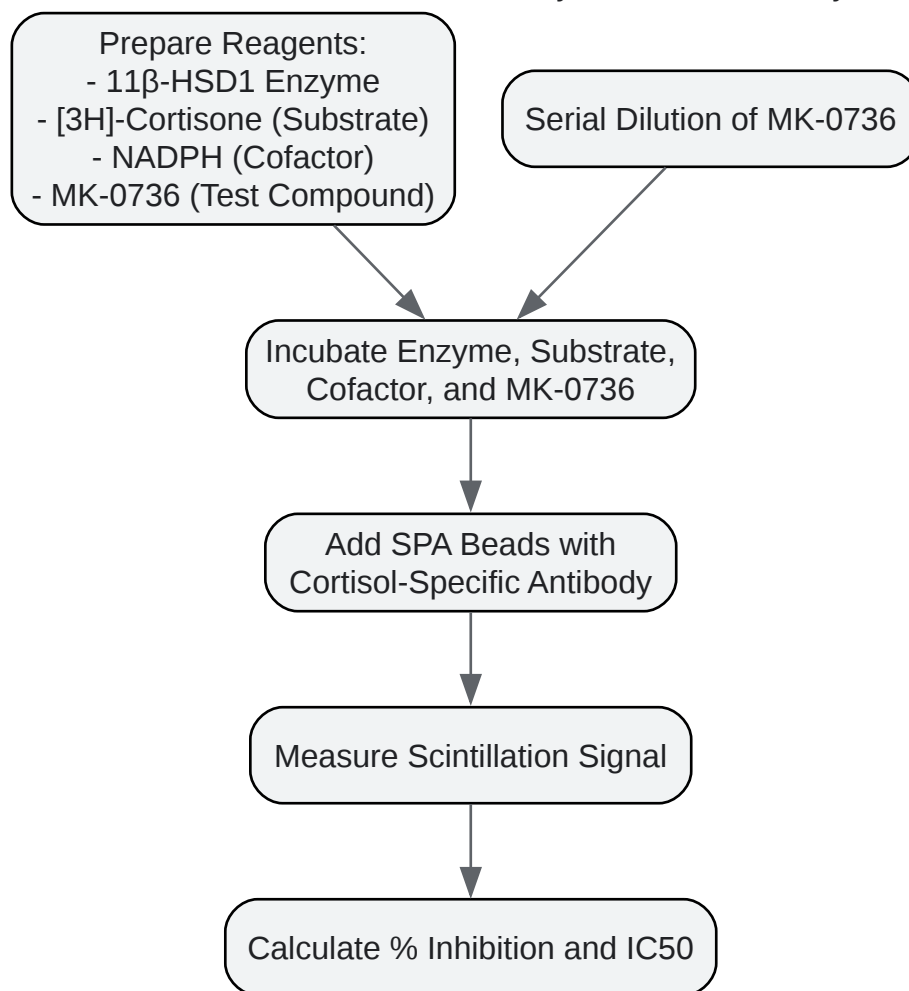 Prepare Reagents:
- 11β-HSD1 Enzyme
- [3H]-Cortisone (Substrate)
- NADPH (Cofactor)
- MK-0736 (Test Compound)
Serial Dilution of MK-0736
Incubate Enzyme, Substrate,
Cofactor, and MK-0736
Add SPA Beads with
Cortisol-Specific Antibody
Measure Scintillation Signal
Calculate % Inhibition and IC50